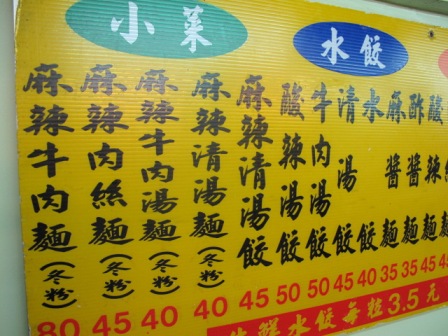 水餃
小菜
酸辣麵 45
酢醬麵 35
麻醬麵 35
水餃 40
清湯餃 45
牛肉湯餃 50
酸辣湯餃 50
麻辣清湯餃 45
麻辣清湯麵(冬粉) 40
麻辣牛肉湯麵(冬粉) 40
麻辣肉絲麵(冬粉) 45
麻辣牛肉麵(冬粉) 80
生鮮水餃每粒3.5元